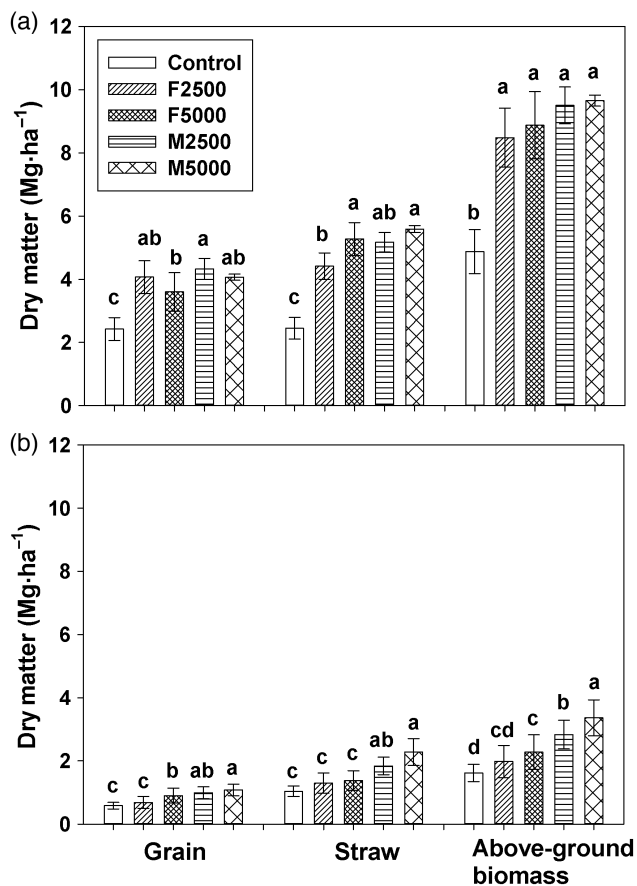 (a)
12
10
8
6
4
2
0
Dry matter (Mg·ha⁻¹)
Control
F2500
F5000
M2500
M5000
c ab b a ab
c b a ab a
b a a a a
(b)
12
10
8
6
4
2
0
Dry matter (Mg·ha⁻¹)
c c b ab a
c c c ab a
d cd c b a
Grain Straw Above-ground
biomass